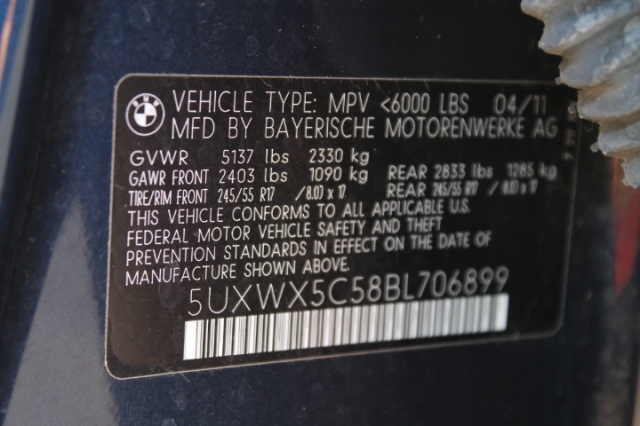 BMW
VEHICLE TYPE: MPV <6000 LBS 04/11
MFD BY BAYERISCHE MOTORENWERKE AG
GVWR 5137 lbs 2330 kg
GAWR FRONT 2403 lbs 1090 kg REAR 2833 lbs 1285 kg
TIRE/RIM FRONT 245/55 R17 /8.0J x 17 REAR 245/55 R17 /8.0J x 17
THIS VEHICLE CONFORMS TO ALL APPLICABLE U.S.
FEDERAL MOTOR VEHICLE SAFETY AND THEFT
PREVENTION STANDARDS IN EFFECT ON THE DATE OF
MANUFACTURE SHOWN ABOVE.
5UXWX5C58BL706899